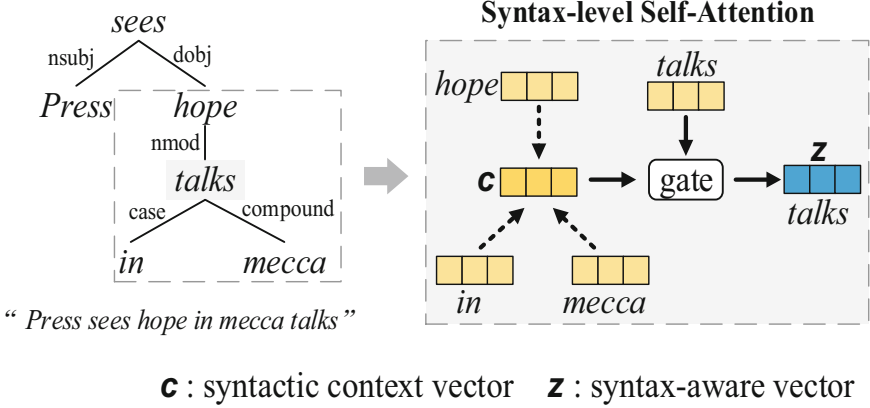 Syntax-level Self-Attention
sees
nsubj dobj
Press hope
nmod
talks
case compound
in mecca
“ Press sees hope in mecca talks”
hope
talks
c
gate
z
talks
in mecca
c : syntactic context vector z : syntax-aware vector